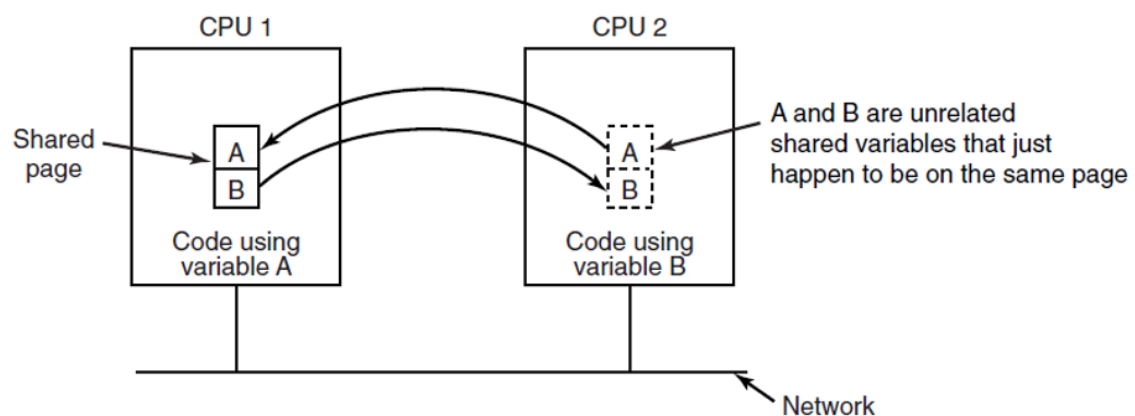 CPU 1
CPU 2
Shared
page
A
B
A
B
A and B are unrelated
shared variables that just
happen to be on the same page
Code using
variable A
Code using
variable B
Network